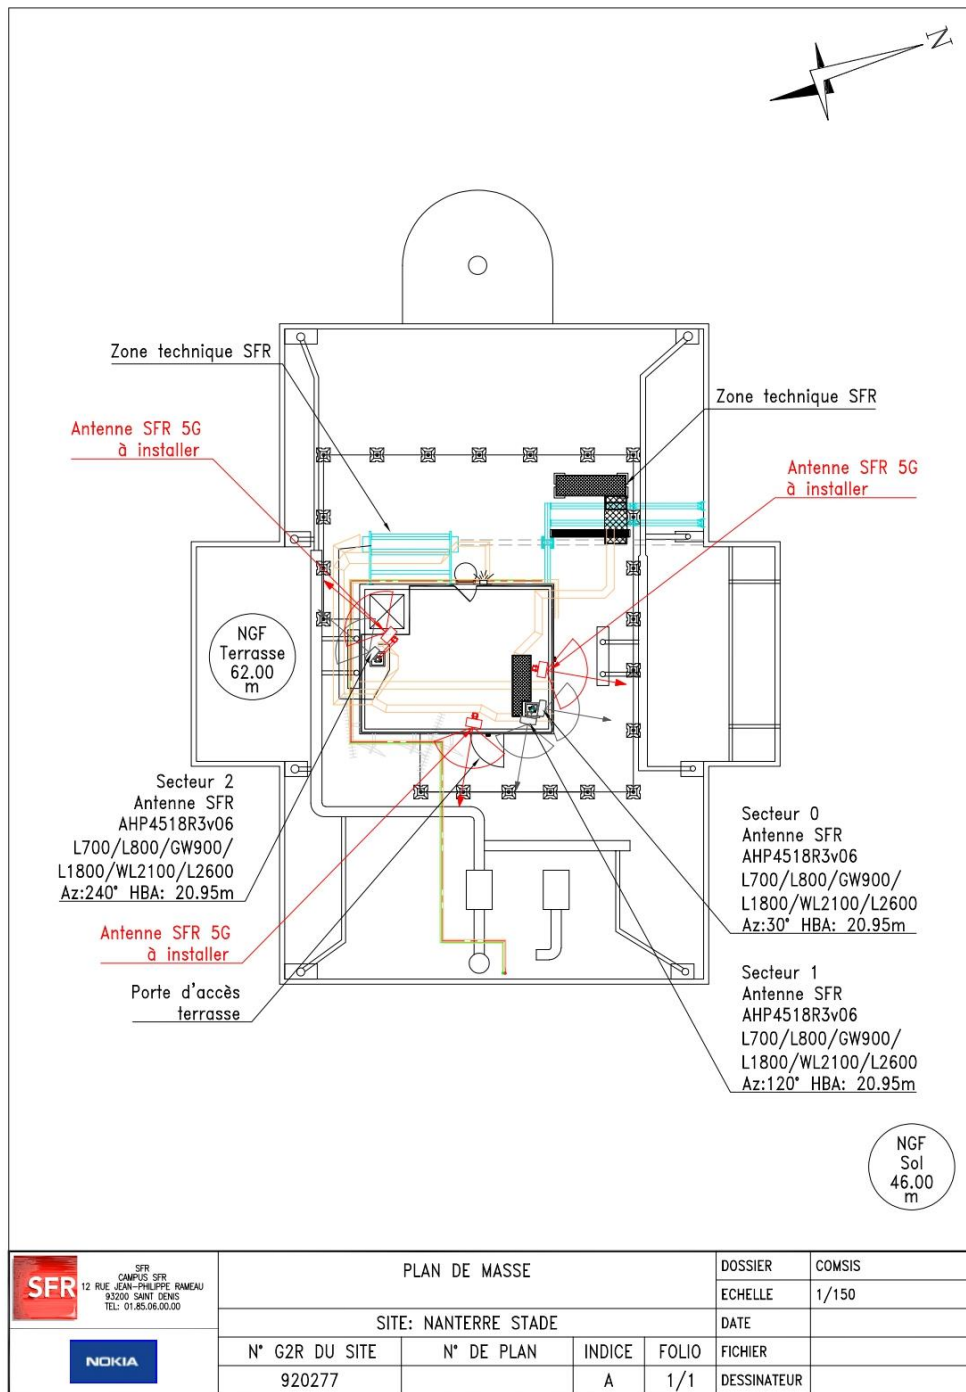 N
Zone technique SFR
Zone technique SFR
Antenne SFR 5G
à installer
Antenne SFR 5G
à installer
NGF
Terrasse
62.00
m
Secteur 2
Antenne SFR
AHP4518R3v06
L700/L800/GW900/
L1800/WL2100/L2600
Az:240° HBA: 20.95m
Secteur 0
Antenne SFR
AHP4518R3v06
L700/L800/GW900/
L1800/WL2100/L2600
Az:30° HBA: 20.95m
Antenne SFR 5G
à installer
Porte d'accès
terrasse
Secteur 1
Antenne SFR
AHP4518R3v06
L700/L800/GW900/
L1800/WL2100/L2600
Az:120° HBA: 20.95m
NGF
Sol
46.00
m
SFR
SFR
CAMPUS SFR
12 RUE JEAN-PHILIPPE RAMEAU
93200 SAINT DENIS
TEL: 01.85.06.00.00
NOKIA
PLAN DE MASSE
SITE: NANTERRE STADE
N° G2R DU SITE
920277
N° DE PLAN
INDICE
A
FOLIO
1/1
DOSSIER COMSIS
ECHELLE 1/150
DATE
FICHIER
DESSINATEUR